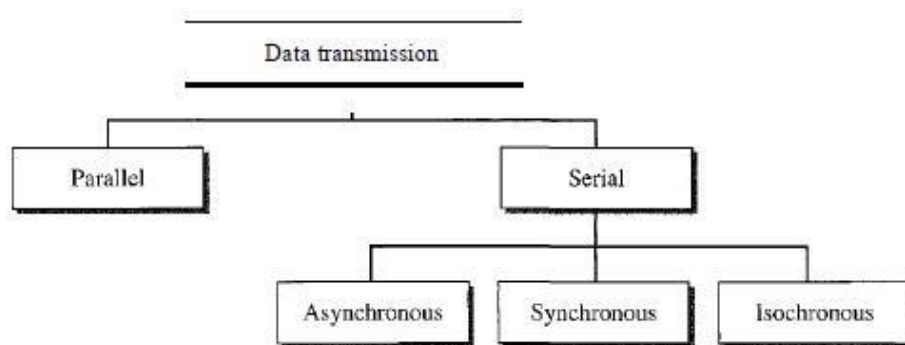 Data transmission
Parallel
Serial
Asynchronous
Synchronous
Isochronous